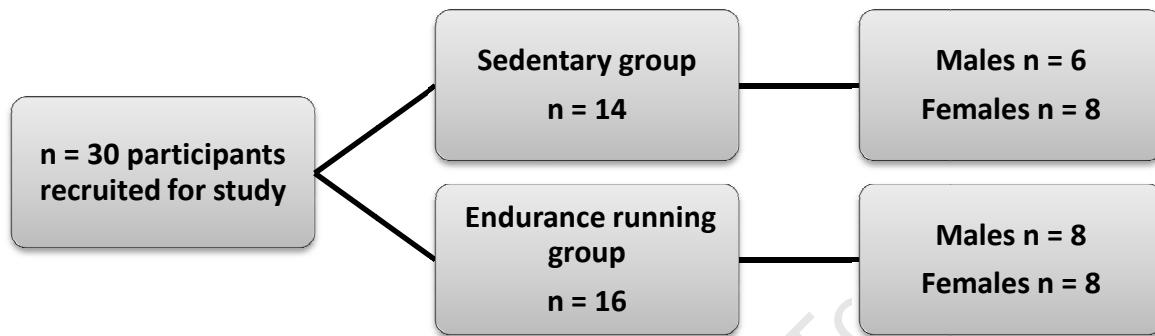 n = 30 participants
recruited for study
Sedentary group
n = 14
Males n = 6
Females n = 8
Endurance running
group
n = 16
Males n = 8
Females n = 8